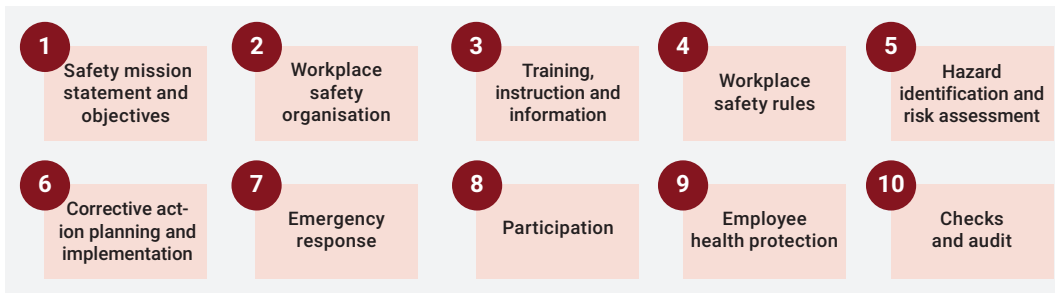 1
Safety mission
statement and
objectives
2
Workplace
safety
organisation
3
Training,
instruction and
information
4
Workplace
safety rules
5
Hazard
identification and
risk assessment
6
Corrective act-
ion planning and
implementation
7
Emergency
response
8
Participation
9
Employee
health protection
10
Checks
and audit